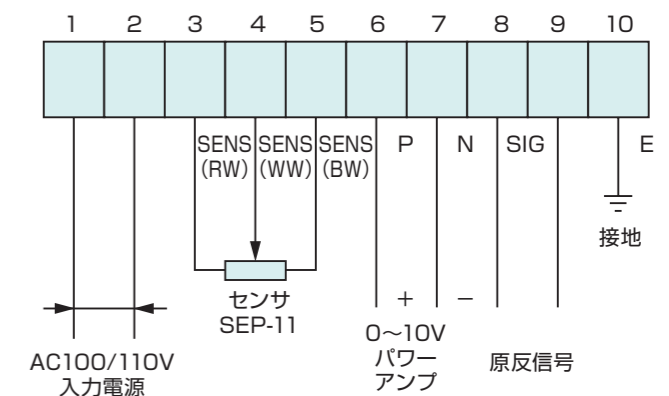 1 2 3 4 5 6 7 8 9 10
SENS SENS SENS P N SIG E
(RW) (WW) (BW)
接地
センサ
SEP-11
+ −
0〜10V
パワー
アンプ
原反信号
AC100/110V
入力電源